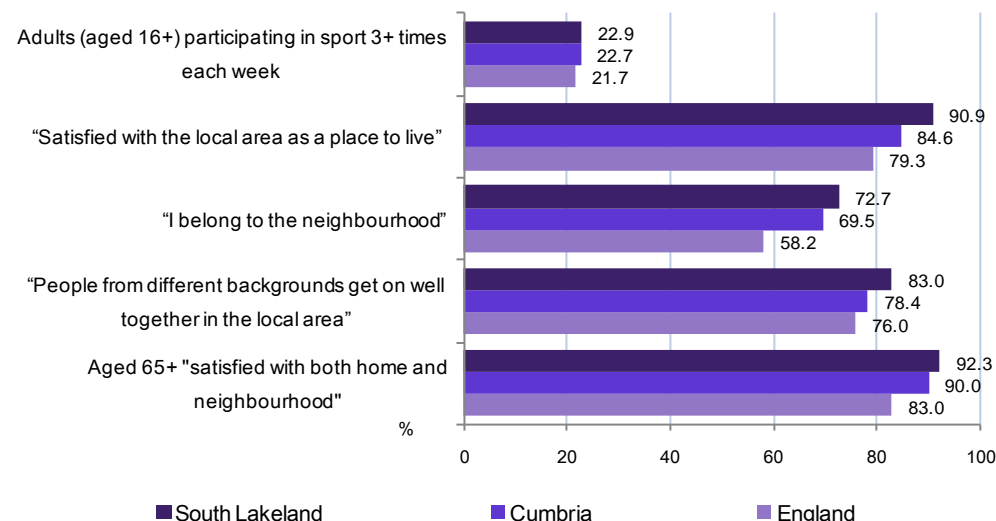 Adults (aged 16+) participating in sport 3+ times
each week
22.9
22.7
21.7
“Satisfied with the local area as a place to live”
90.9
84.6
79.3
“I belong to the neighbourhood”
72.7
69.5
58.2
“People from different backgrounds get on well
together in the local area”
83.0
78.4
76.0
Aged 65+ "satisfied with both home and
neighbourhood"
92.3
90.0
83.0
%
0 20 40 60 80 100
South Lakeland Cumbria England